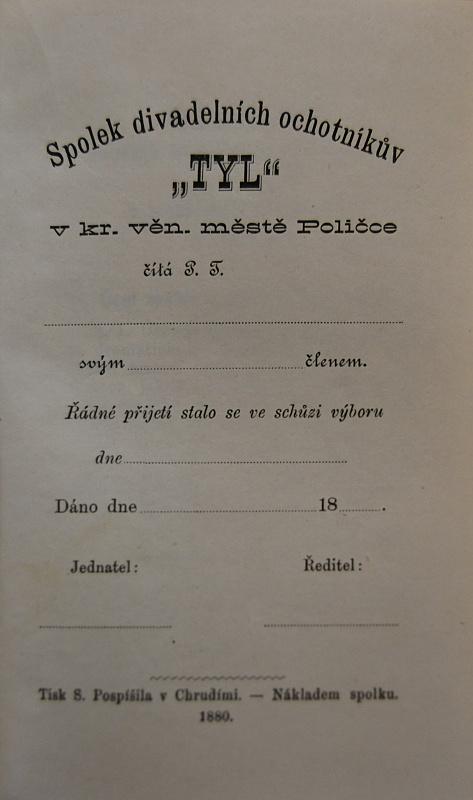 Spolek divadelních ochotníkův
„TYL“
v kr. věn. městě Poličce
čítá P. T.
svým členem.
Řádné přijetí stalo se ve schůzi výboru
dne
Dáno dne 18 .
Jednatel: Ředitel:
Tisk S. Pospíšila v Chrudimi. — Nákladem spolku.
1880.